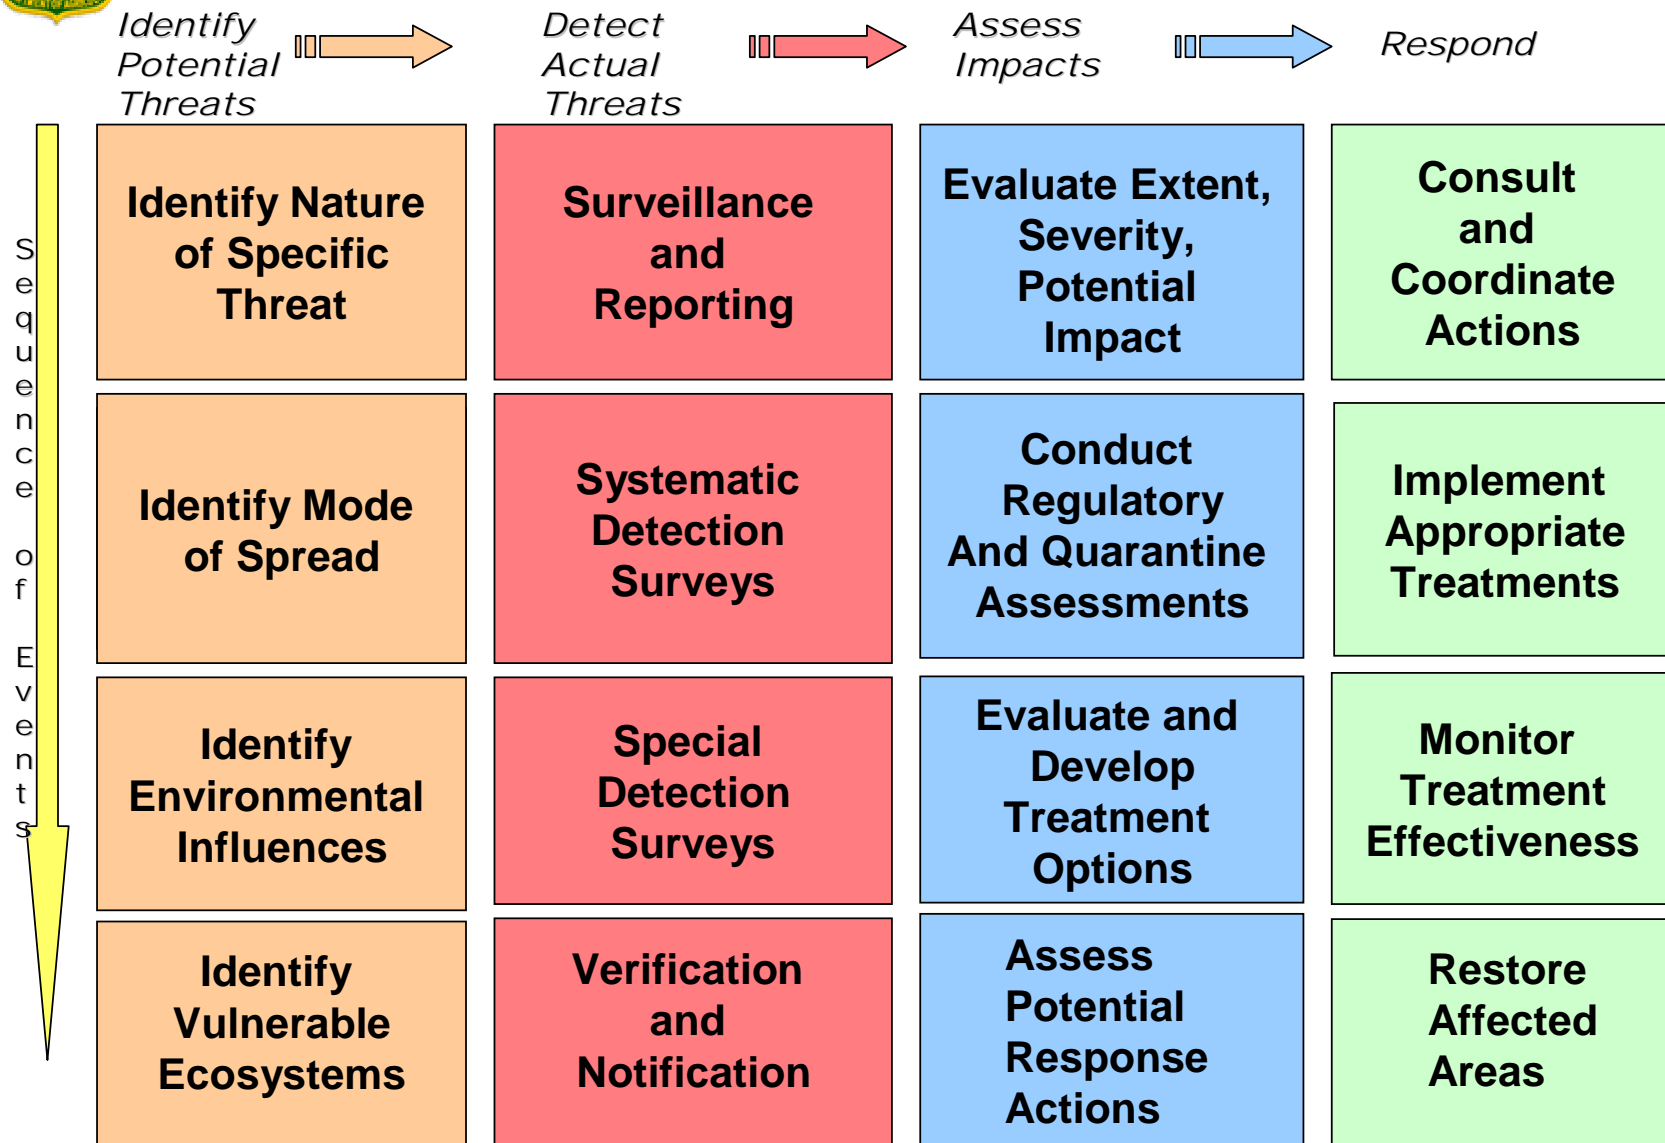 Identify
Potential
Threats
Detect
Actual
Threats
Assess
Impacts
Respond
Sequence of Events
Identify Nature
of Specific
Threat
Surveillance
and
Reporting
Evaluate Extent,
Severity,
Potential
Impact
Consult
and
Coordinate
Actions
Identify Mode
of Spread
Systematic
Detection
Surveys
Conduct
Regulatory
And Quarantine
Assessments
Implement
Appropriate
Treatments
Identify
Environmental
Influences
Special
Detection
Surveys
Evaluate and
Develop
Treatment
Options
Monitor
Treatment
Effectiveness
Identify
Vulnerable
Ecosystems
Verification
and
Notification
Assess
Potential
Response
Actions
Restore
Affected
Areas